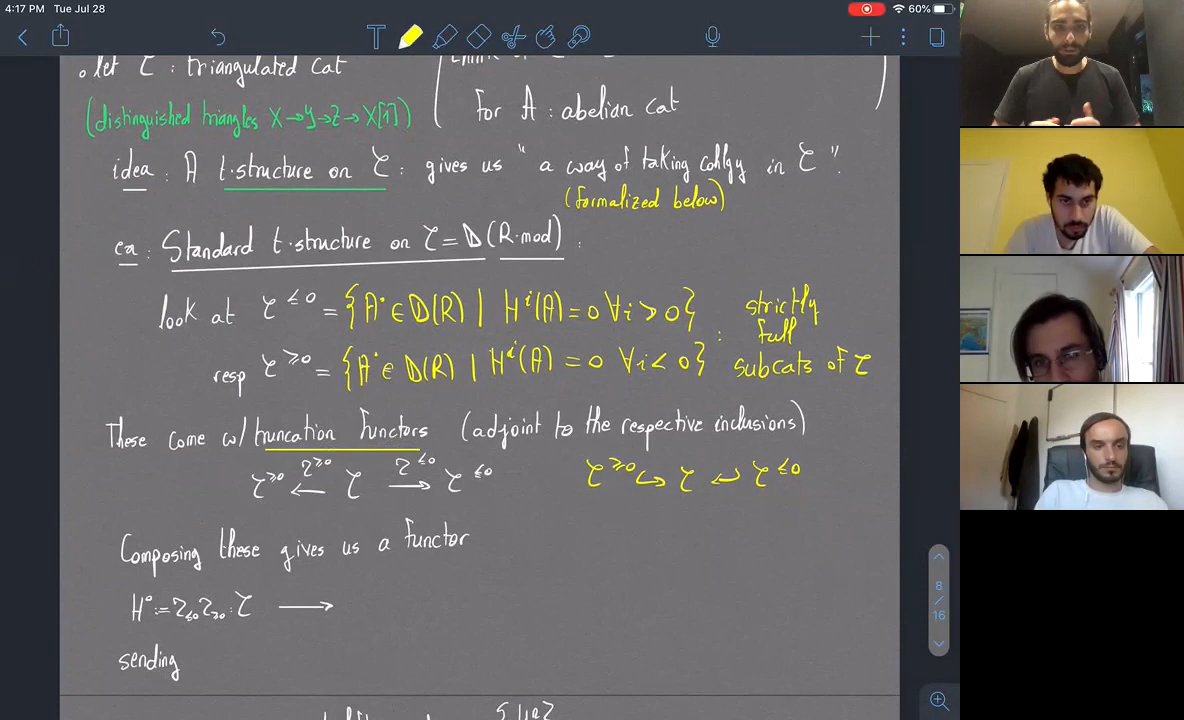 4:17 PM Tue Jul 28
60%
∘ let 𝒯 : triangulated cat
(distinguished triangles X→Y→Z→X[1])
for A : abelian cat
idea : A t-structure on 𝒯 : gives us "a way of taking cohlgy in 𝒯".
(formalized below)
ex : Standard t-structure on 𝒯 = D(R-mod) :
look at 𝒯^≤0 = {A• ∈ D(R) | H^i(A) = 0 ∀i > 0}
resp 𝒯^≥0 = {A• ∈ D(R) | H^i(A) = 0 ∀i < 0}
: strictly
full
subcats of 𝒯
These come w/ truncation functors (adjoint to the respective inclusions)
𝒯^≥0 ←τ^≥0 𝒯 τ^≤0→ 𝒯^≤0 𝒯^≥0 ↪ 𝒯 ↩ 𝒯^≤0
Composing these gives us a functor
H° := τ≤0 τ≥0 : 𝒯 →
sending
8
16